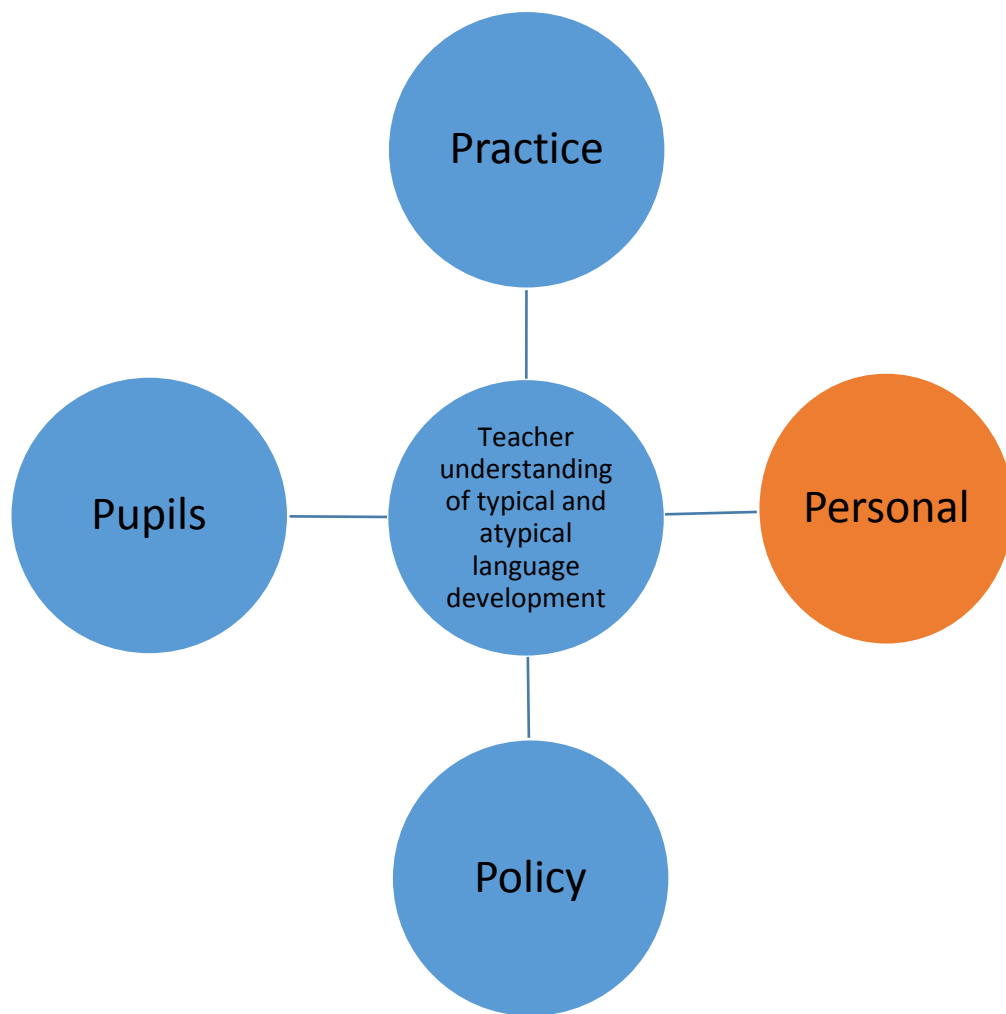 Practice
Pupils
Teacher
understanding
of typical and
atypical
language
development
Personal
Policy